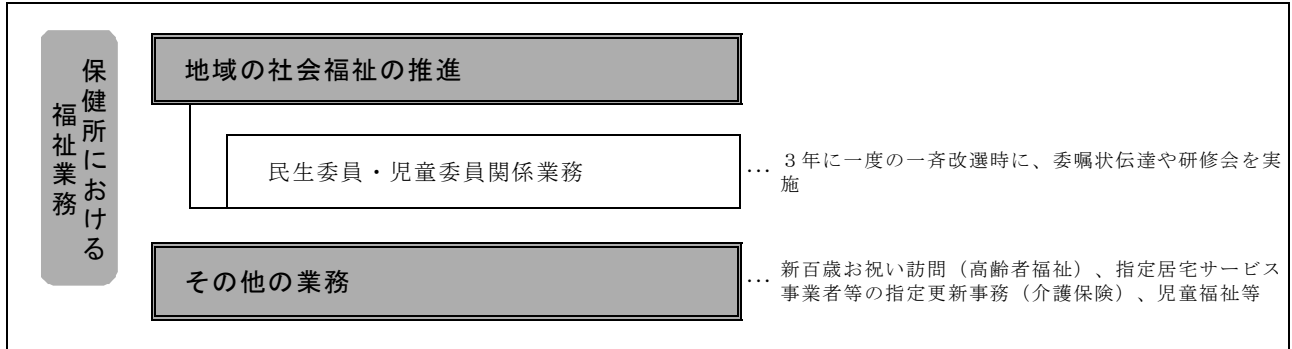 保健所における
福祉業務
地域の社会福祉の推進
民生委員・児童委員関係業務
… ３年に一度の一斉改選時に、委嘱状伝達や研修会を実
施
その他の業務
… 新百歳お祝い訪問（高齢者福祉）、指定居宅サービス
事業者等の指定更新事務（介護保険）、児童福祉等